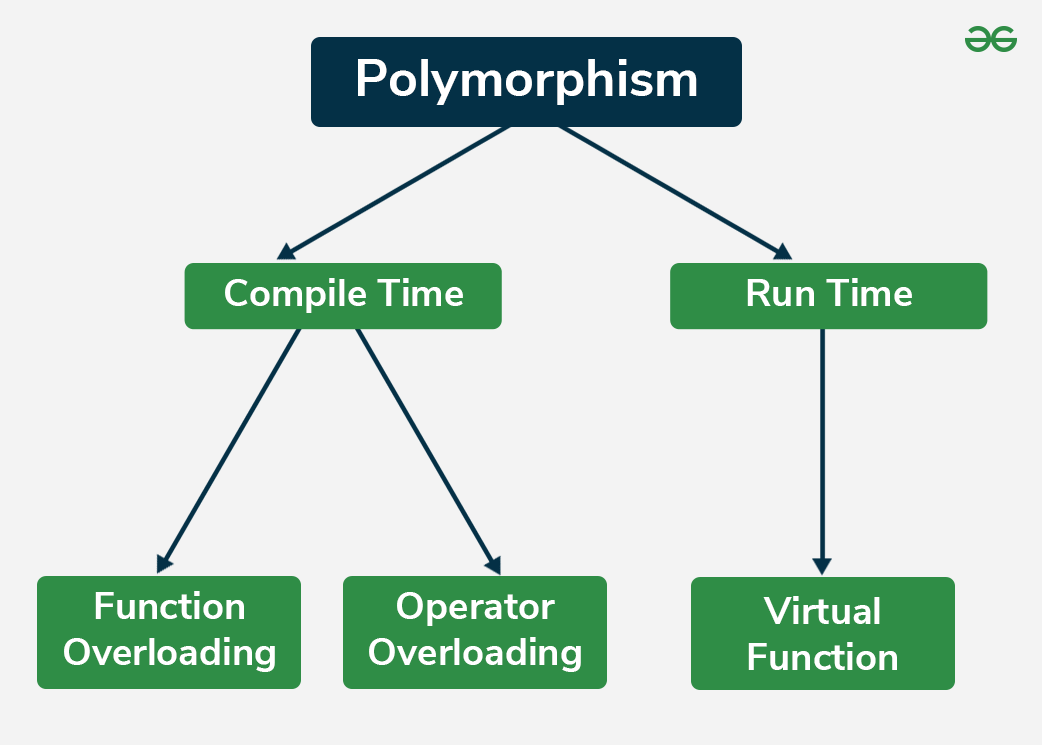 Polymorphism
Compile Time
Run Time
Function
Overloading
Operator
Overloading
Virtual
Function